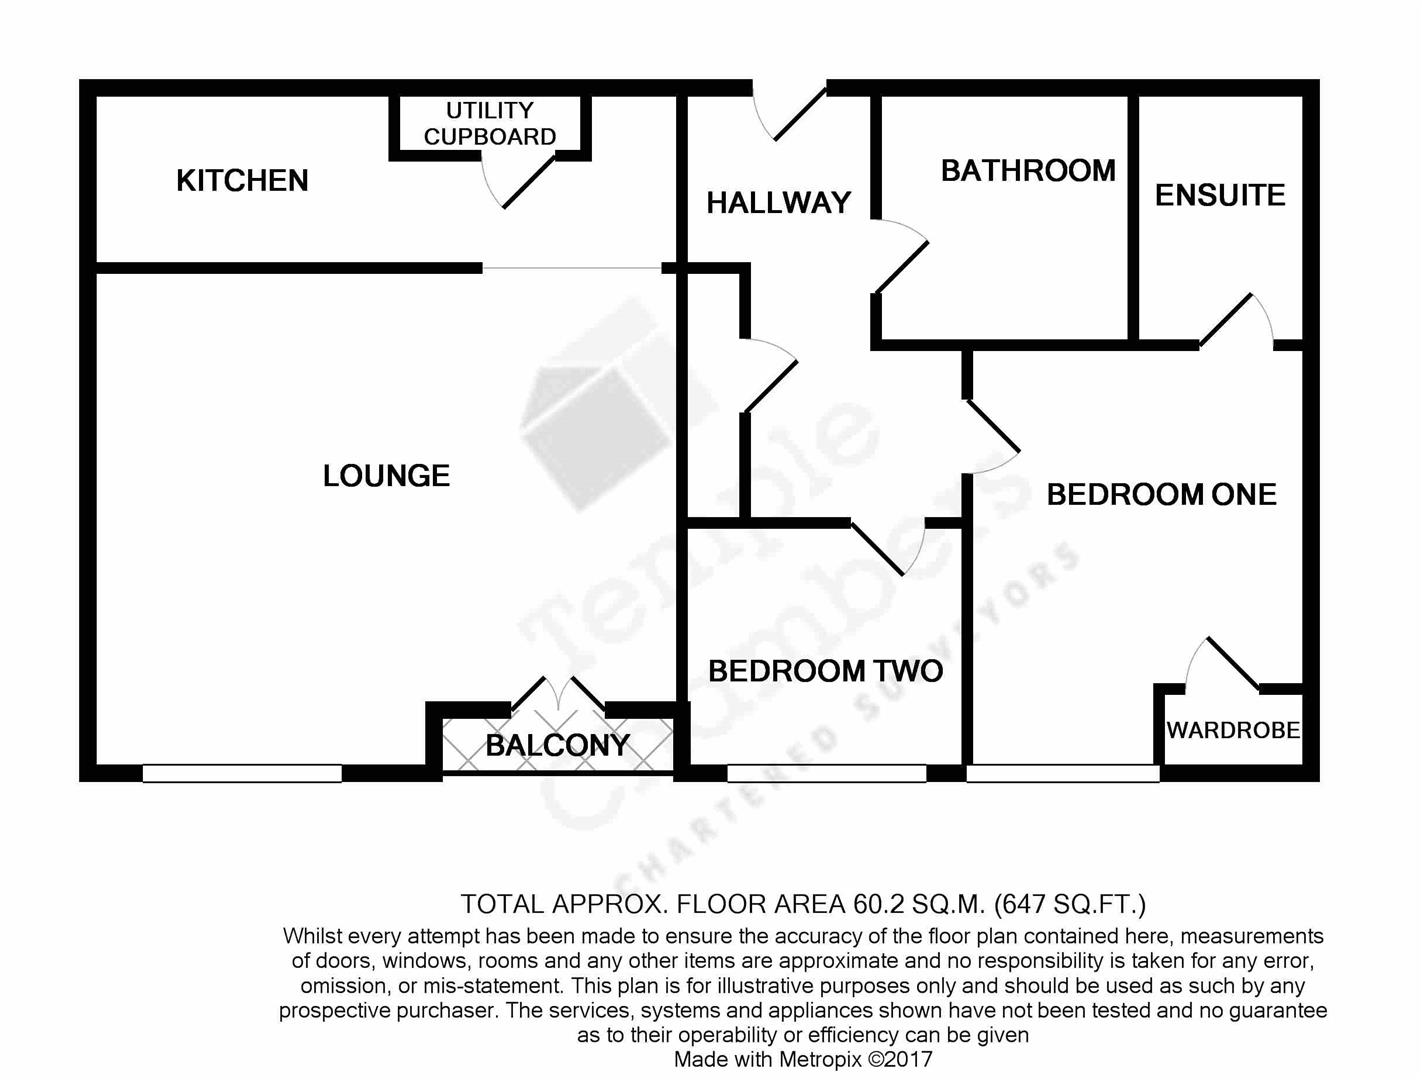 UTILITY
CUPBOARD
KITCHEN
HALLWAY
BATHROOM
ENSUITE
LOUNGE
BEDROOM ONE
BEDROOM TWO
WARDROBE
BALCONY
Temple
Chambers
CHARTERED SURVEYORS
TOTAL APPROX. FLOOR AREA 60.2 SQ.M. (647 SQ.FT.)
Whilst every attempt has been made to ensure the accuracy of the floor plan contained here, measurements
of doors, windows, rooms and any other items are approximate and no responsibility is taken for any error,
omission, or mis-statement. This plan is for illustrative purposes only and should be used as such by any
prospective purchaser. The services, systems and appliances shown have not been tested and no guarantee
as to their operability or efficiency can be given
Made with Metropix ©2017